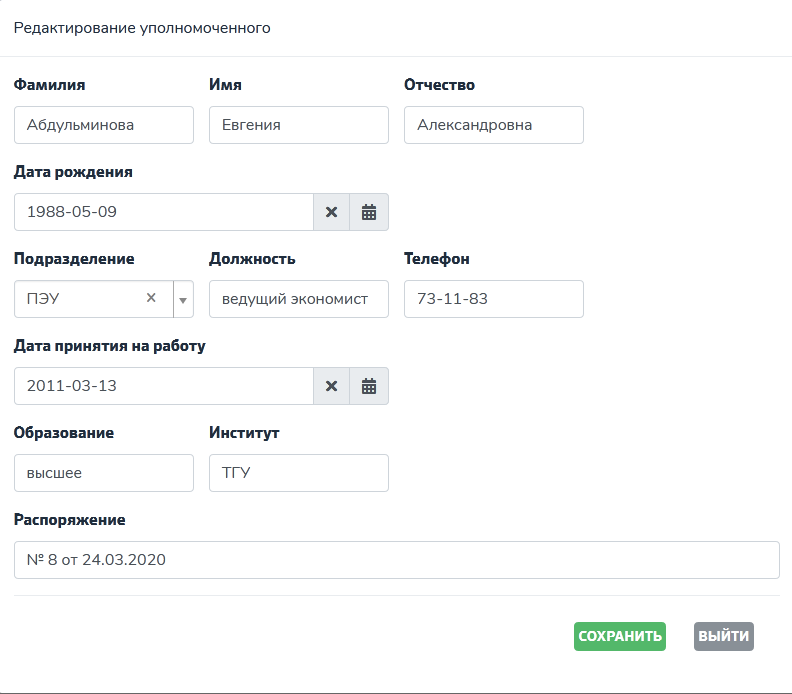 Редактирование уполномоченного
Фамилия Имя Отчество
Абдульминова Евгения Александровна
Дата рождения
1988-05-09
Подразделение Должность Телефон
ПЭУ ведущий экономист 73-11-83
Дата принятия на работу
2011-03-13
Образование Институт
высшее ТГУ
Распоряжение
№ 8 от 24.03.2020
СОХРАНИТЬ ВЫЙТИ